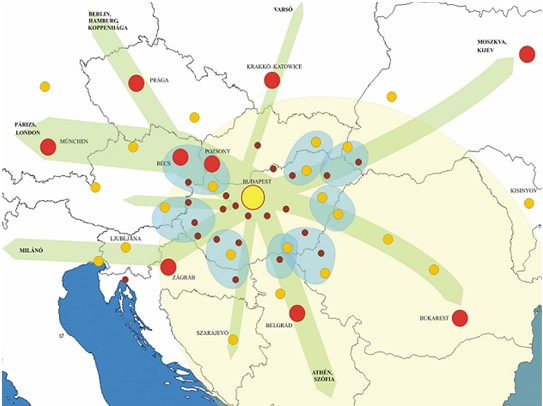 BERLIN,
HAMBURG,
KOPPENHÁGA
VARSÓ
MOSZKVA,
KIJEV
PRÁGA
KRAKKÓ-KATOWICE
PÁRIZS,
LONDON
MÜNCHEN
BÉCS
POZSONY
BUDAPEST
KISINYOV
LJUBLJANA
MILÁNÓ
ZÁGRÁB
SZARAJEVÓ
BELGRÁD
BUKAREST
ATHÉN,
SZÓFIA